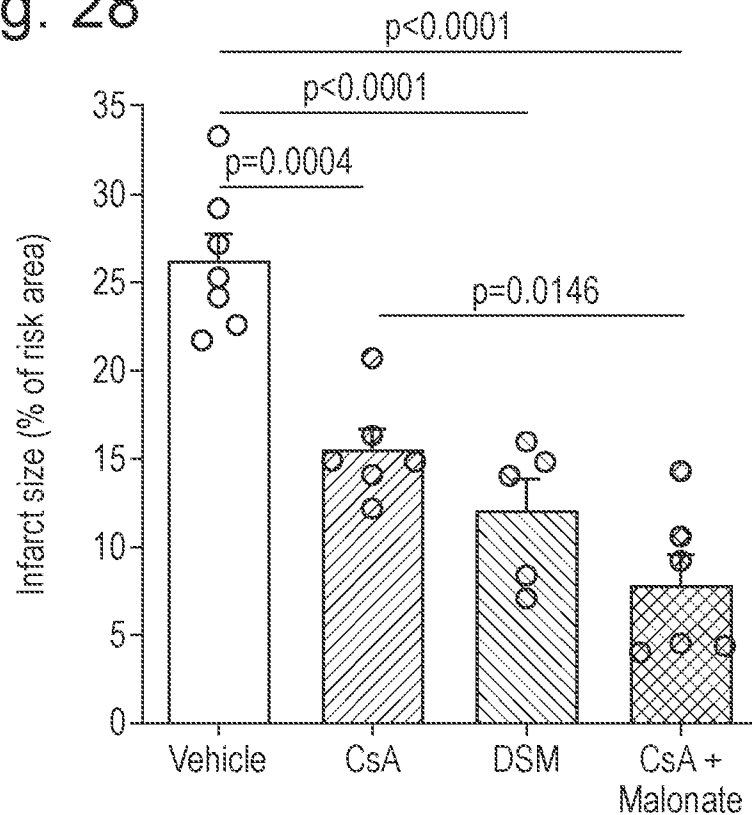 g. 28
p<0.0001
p<0.0001
p=0.0004
p=0.0146
Infarct size (% of risk area)
35
30
25
20
15
10
5
0
Vehicle
CsA
DSM
CsA +
Malonate